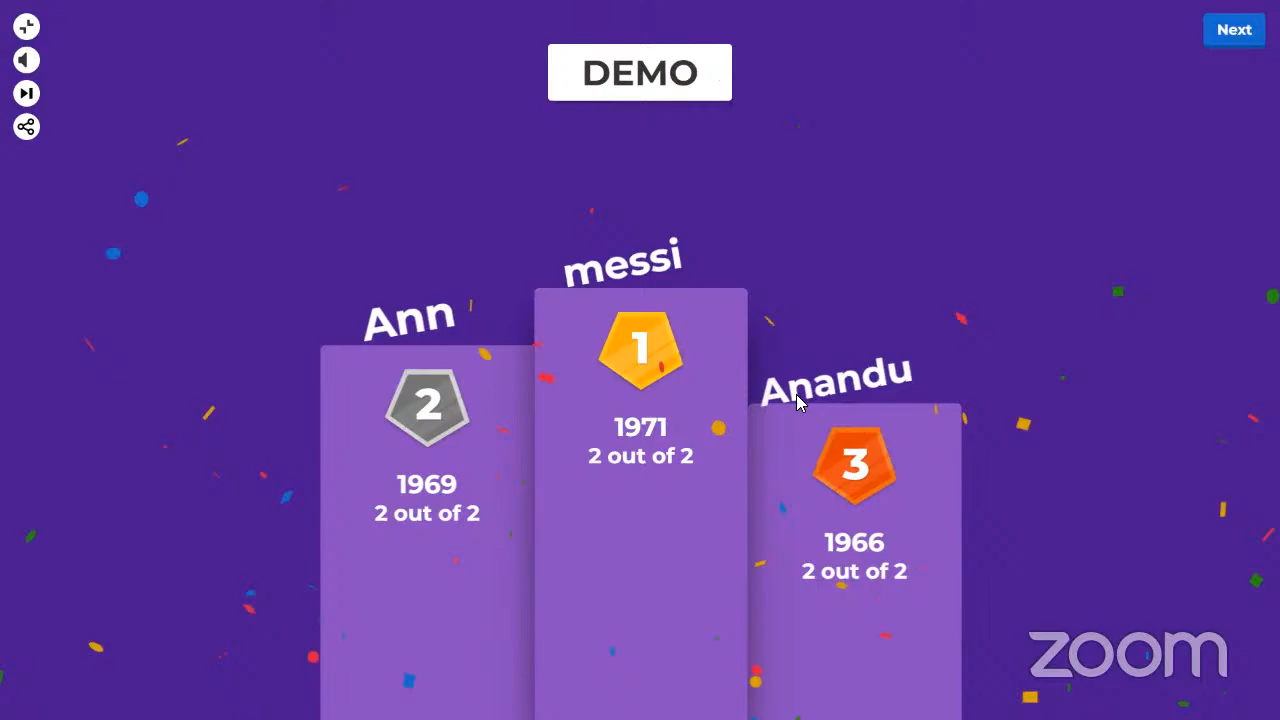 DEMO
Next
messi
1
1971
2 out of 2
Ann
2
1969
2 out of 2
Anandu
3
1966
2 out of 2
zoom